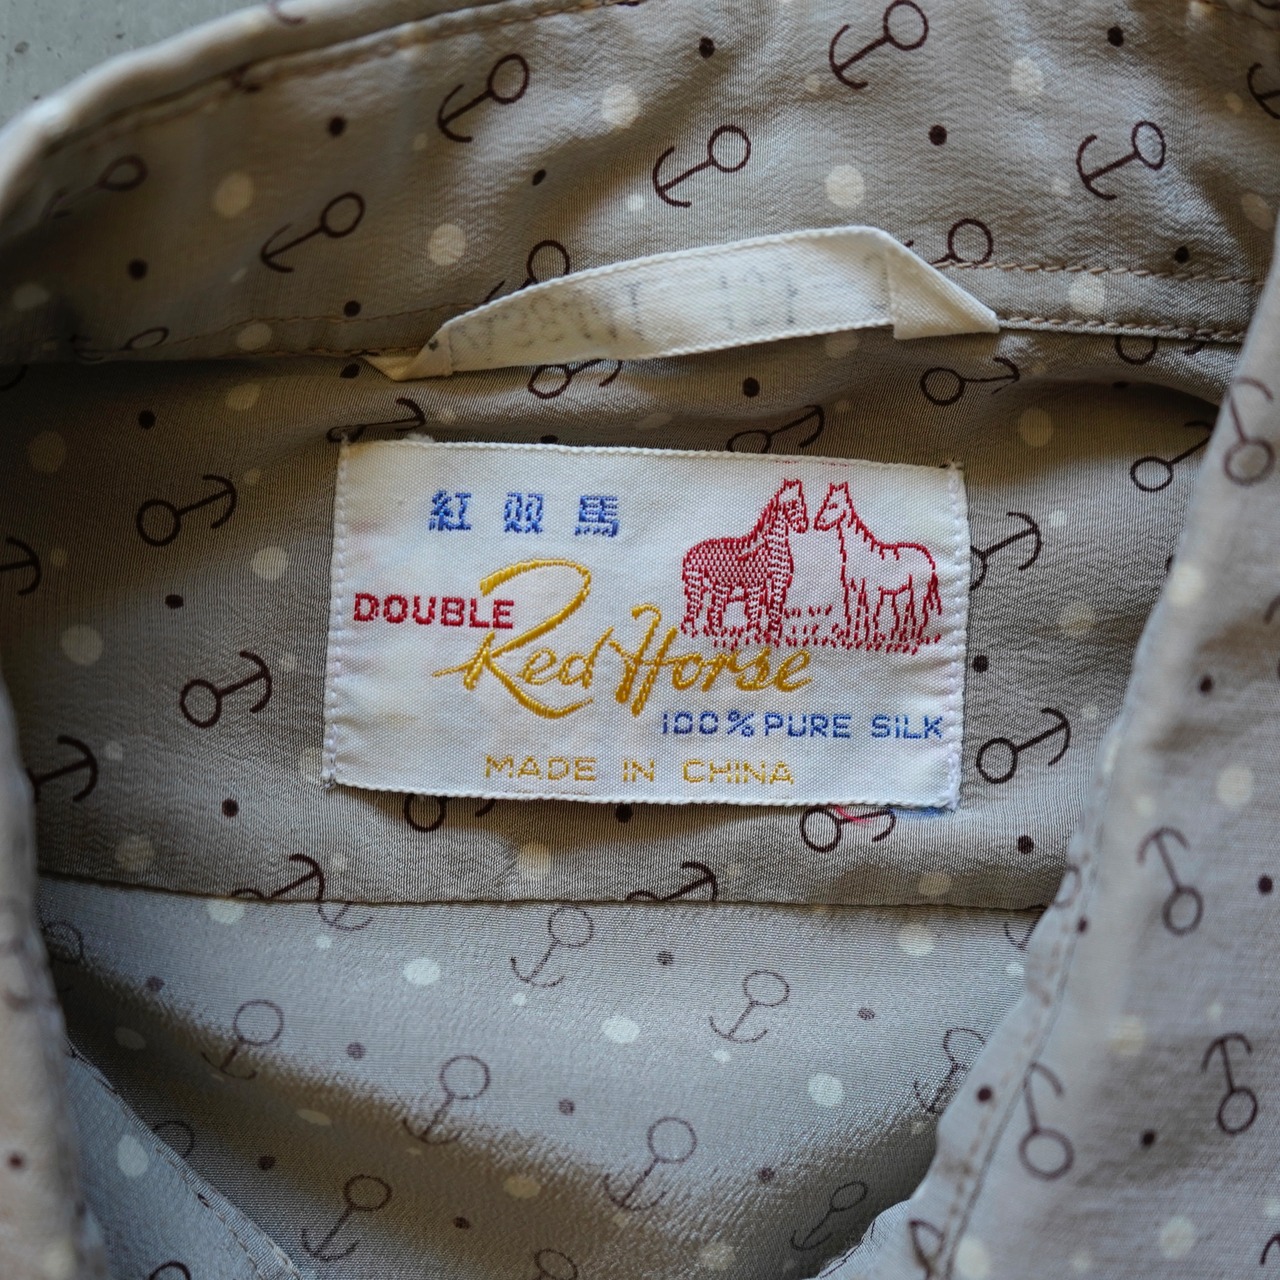 紅 雙 馬
DOUBLE
Red Horse
100% PURE SILK
MADE IN CHINA